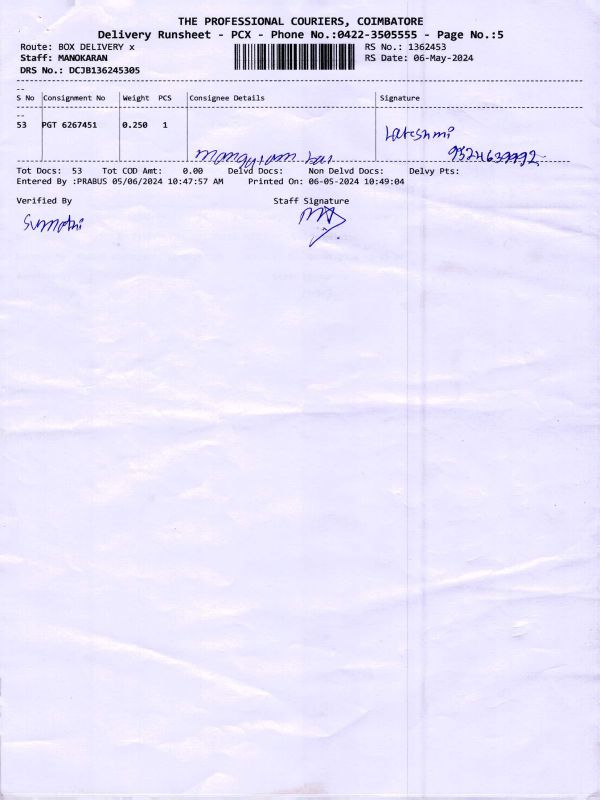 THE PROFESSIONAL COURIERS, COIMBATORE
Delivery Runsheet - PCX - Phone No.:0422-3505555 - Page No.:5
Route: BOX DELIVERY x
RS No.: 1362453
Staff: MANOKARAN
RS Date: 06-May-2024
DRS No.: DCJB136245305
--
S No Consignment No Weight PCS Consignee Details Signature
--
53 PGT 6267451 0.250 1
Tot Docs: 53 Tot COD Amt: 0.00 Delvd Docs: Non Delvd Docs: Delvy Pts:
Entered By :PRABUS 05/06/2024 10:47:57 AM Printed On: 06-05-2024 10:49:04
Verified By Staff Signature
Sumathi